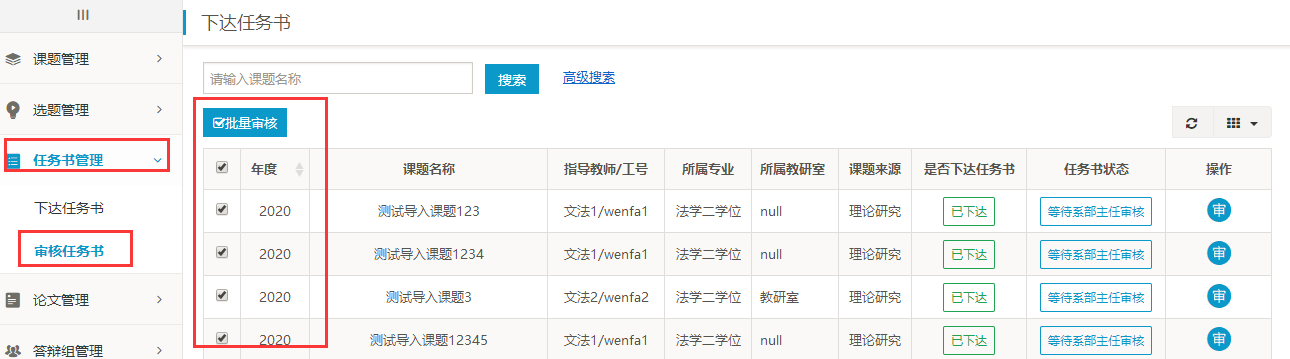 下达任务书
课题管理
选题管理
任务书管理
下达任务书
审核任务书
论文管理
答辩组管理
请输入课题名称
搜索
高级搜索
批量审核
年度 课题名称 指导教师/工号 所属专业 所属教研室 课题来源 是否下达任务书 任务书状态 操作
2020 测试导入课题123 文法1/wenfa1 法学二学位 null 理论研究 已下达 等待系部主任审核 审
2020 测试导入课题1234 文法1/wenfa1 法学二学位 null 理论研究 已下达 等待系部主任审核 审
2020 测试导入课题3 文法2/wenfa2 法学二学位 教研室 理论研究 已下达 等待系部主任审核 审
2020 测试导入课题12345 文法1/wenfa1 法学二学位 null 理论研究 已下达 等待系部主任审核 审